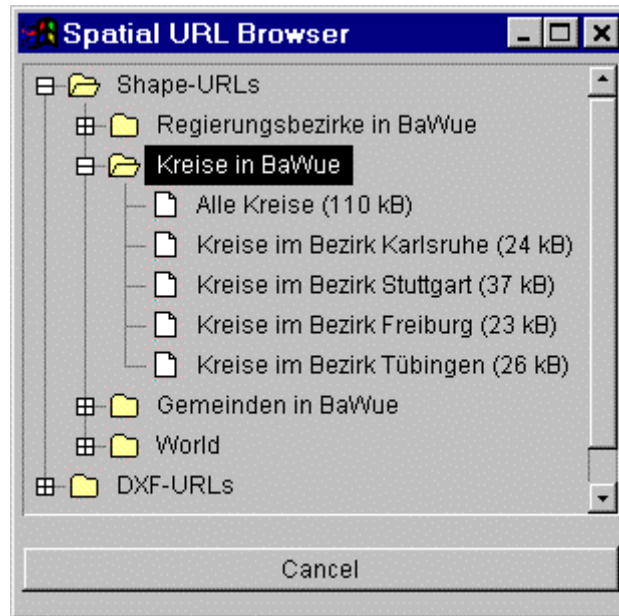 Spatial URL Browser
Shape-URLs
Regierungsbezirke in BaWue
Kreise in BaWue
Alle Kreise (110 kB)
Kreise im Bezirk Karlsruhe (24 kB)
Kreise im Bezirk Stuttgart (37 kB)
Kreise im Bezirk Freiburg (23 kB)
Kreise im Bezirk Tübingen (26 kB)
Gemeinden in BaWue
World
DXF-URLs
Cancel